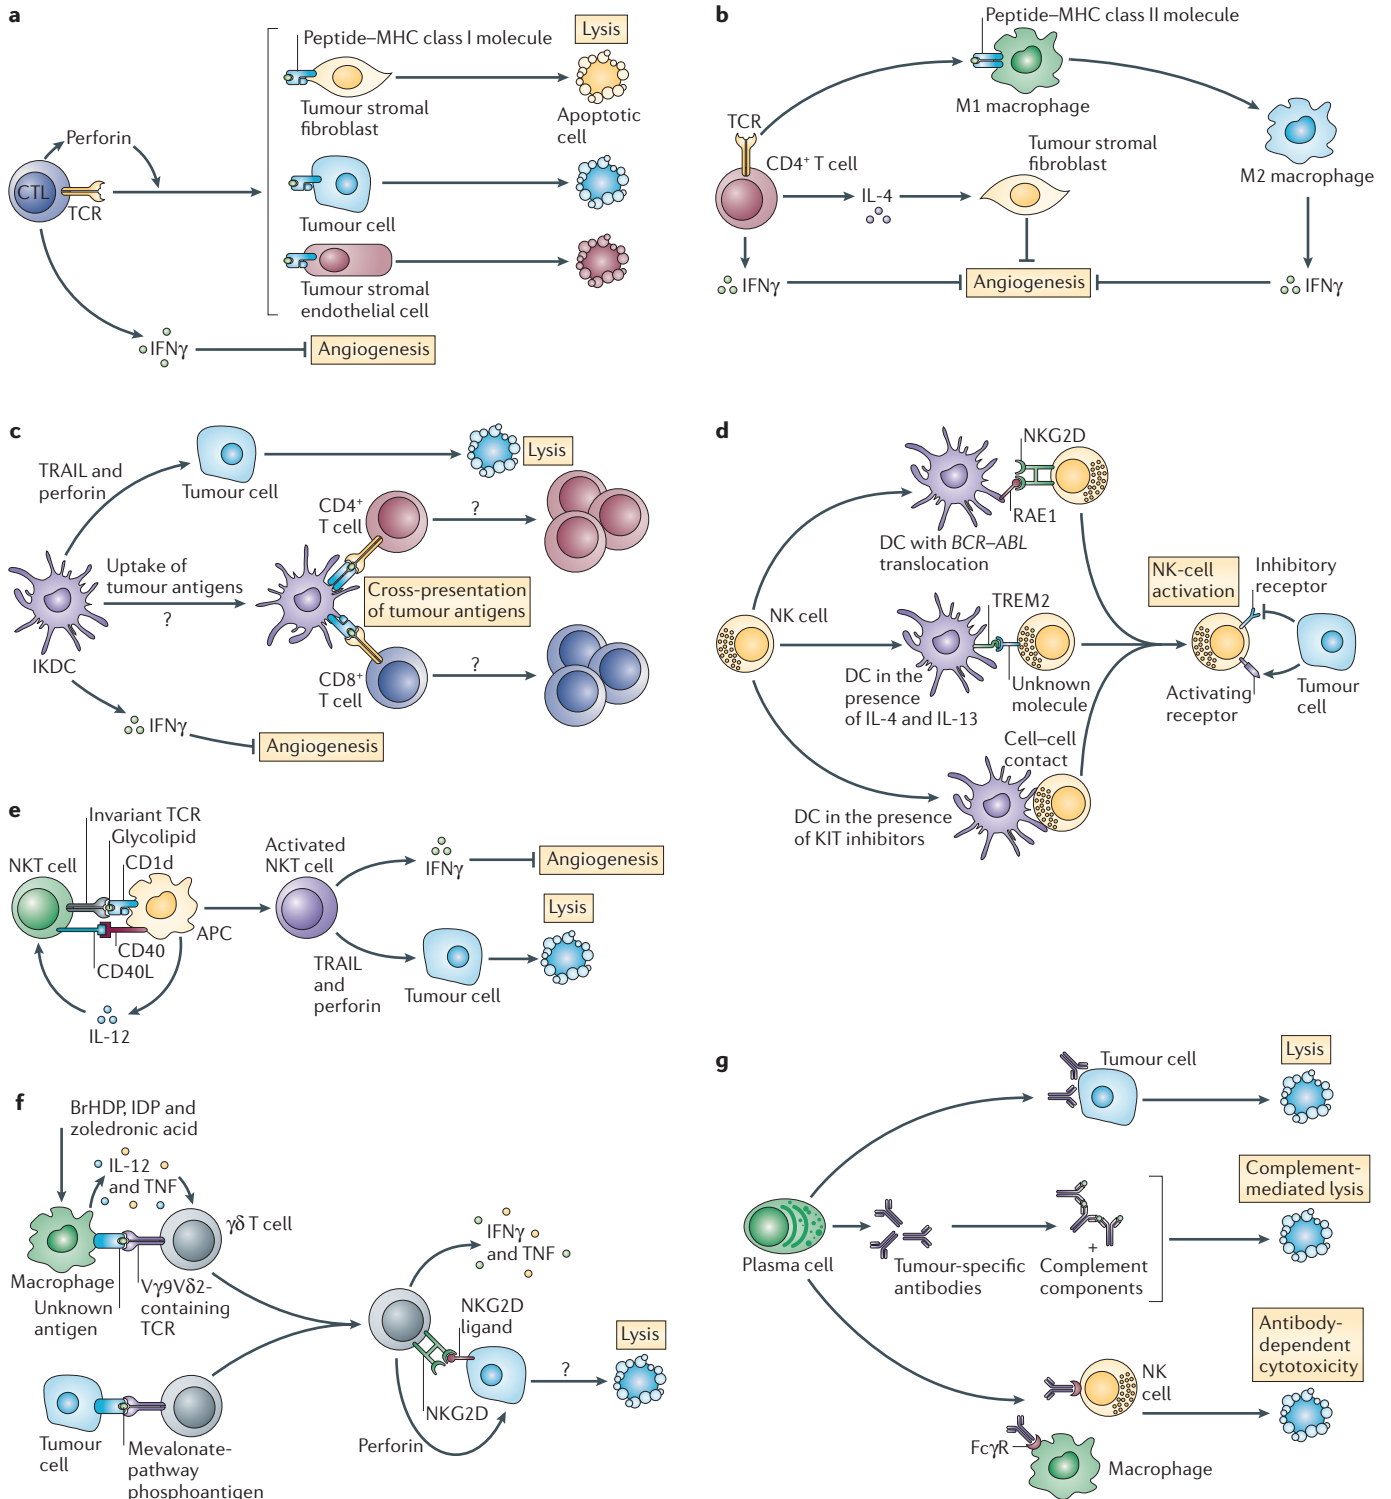 a
Peptide–MHC class I molecule
Lysis
Tumour stromal
fibroblast
Apoptotic
cell
Perforin
CTL
TCR
Tumour cell
Tumour stromal
endothelial cell
IFNγ
Angiogenesis
b
Peptide–MHC class II molecule
M1 macrophage
TCR
CD4⁺ T cell
Tumour stromal
fibroblast
M2 macrophage
IL-4
IFNγ
Angiogenesis
IFNγ
c
TRAIL and
perforin
Tumour cell
Lysis
CD4⁺
T cell
?
Uptake of
tumour antigens
?
Cross-presentation
of tumour antigens
IKDC
CD8⁺
T cell
?
IFNγ
Angiogenesis
d
NKG2D
RAE1
DC with BCR–ABL
translocation
NK cell
TREM2
DC in the
presence
of IL-4 and IL-13
Unknown
molecule
NK-cell
activation
Inhibitory
receptor
Activating
receptor
Tumour
cell
Cell–cell
contact
DC in the presence
of KIT inhibitors
e
Invariant TCR
Glycolipid
CD1d
NKT cell
APC
CD40
CD40L
IL-12
Activated
NKT cell
IFNγ
Angiogenesis
Lysis
TRAIL
and
perforin
Tumour cell
f
BrHDP, IDP and
zoledronic acid
IL-12
and TNF
γδ T cell
Macrophage
Unknown
antigen
Vγ9Vδ2-
containing
TCR
IFNγ
and TNF
NKG2D
ligand
Lysis
?
NKG2D
Perforin
Tumour
cell
Mevalonate-
pathway
phosphoantigen
g
Tumour cell
Lysis
Plasma cell
Tumour-specific
antibodies
+
Complement
components
Complement-
mediated lysis
Antibody-
dependent
cytotoxicity
NK
cell
FcγR
Macrophage